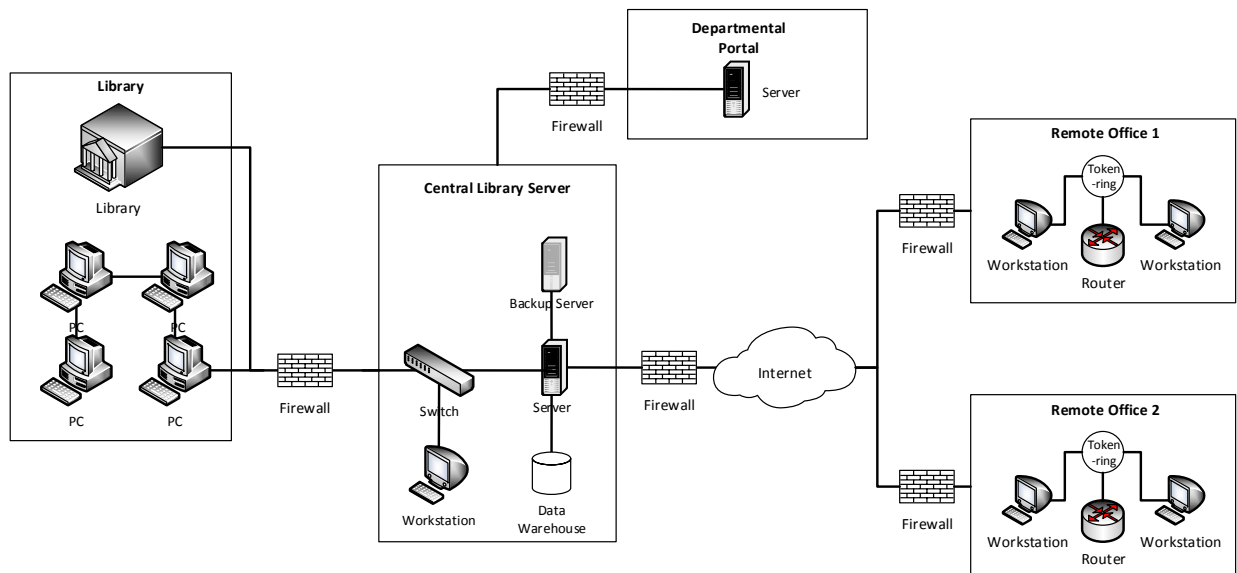 Departmental
Portal
Server
Firewall
Library
Library
PC
PC
PC
PC
Firewall
Central Library Server
Backup Server
Switch
Server
Workstation
Data
Warehouse
Firewall
Internet
Firewall
Remote Office 1
Token
-ring
Workstation
Workstation
Router
Firewall
Remote Office 2
Token
-ring
Workstation
Workstation
Router